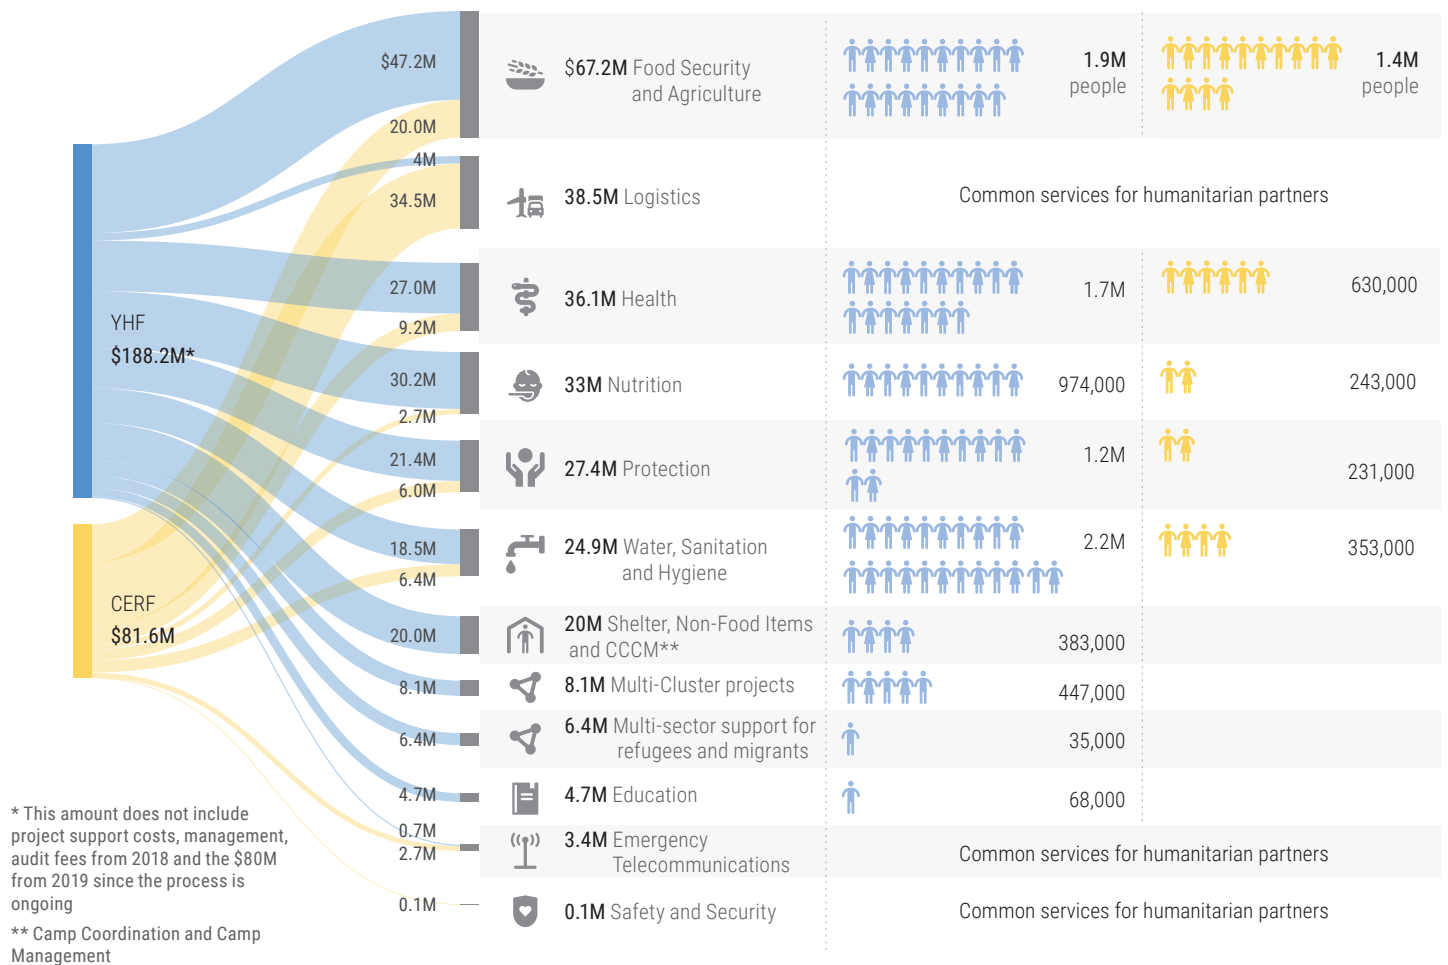 YHF
$188.2M*
CERF
$81.6M
$47.2M
20.0M
4M
34.5M
27.0M
9.2M
30.2M
2.7M
21.4M
6.0M
18.5M
6.4M
20.0M
8.1M
6.4M
4.7M
0.7M
2.7M
0.1M
$67.2M Food Security
and Agriculture
1.9M
people
1.4M
people
38.5M Logistics
Common services for humanitarian partners
36.1M Health
1.7M
630,000
33M Nutrition
974,000
243,000
27.4M Protection
1.2M
231,000
24.9M Water, Sanitation
and Hygiene
2.2M
353,000
20M Shelter, Non-Food Items
and CCCM**
383,000
8.1M Multi-Cluster projects
447,000
6.4M Multi-sector support for
refugees and migrants
35,000
4.7M Education
68,000
3.4M Emergency
Telecommunications
Common services for humanitarian partners
0.1M Safety and Security
Common services for humanitarian partners
* This amount does not include
project support costs, management,
audit fees from 2018 and the $80M
from 2019 since the process is
ongoing
** Camp Coordination and Camp
Management